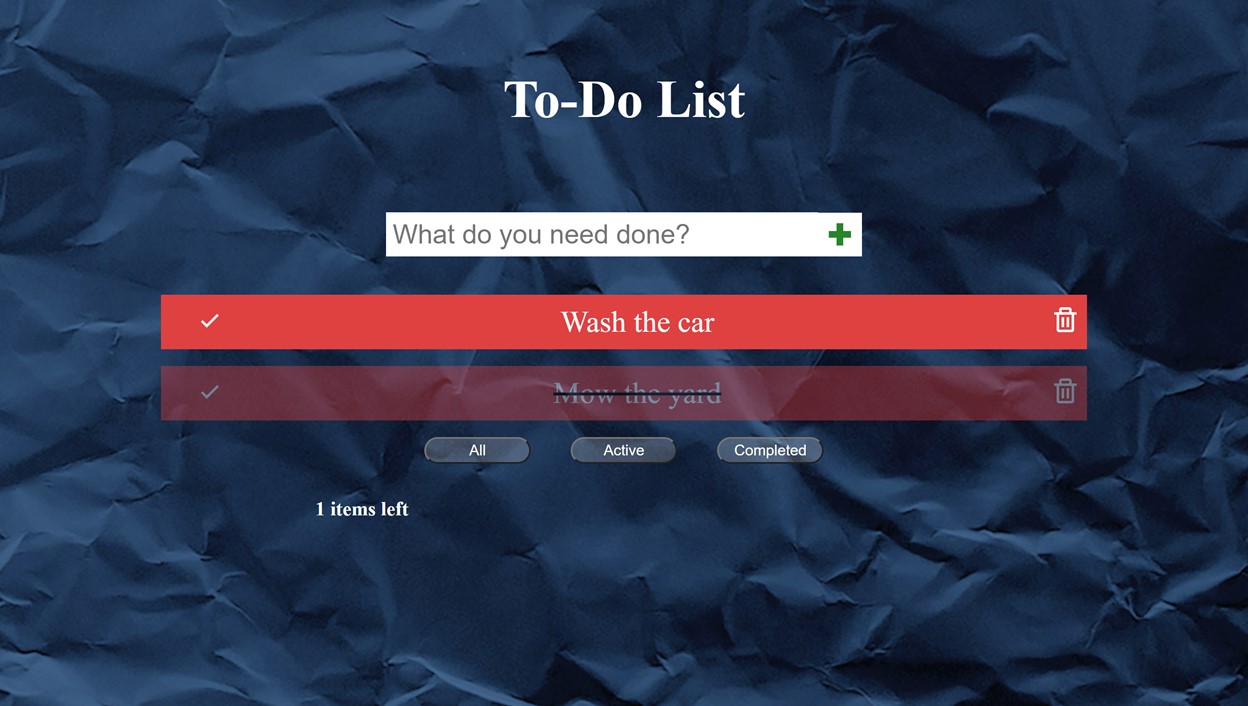 To-Do List
What do you need done?
Wash the car
Mow the yard
All Active Completed
1 items left